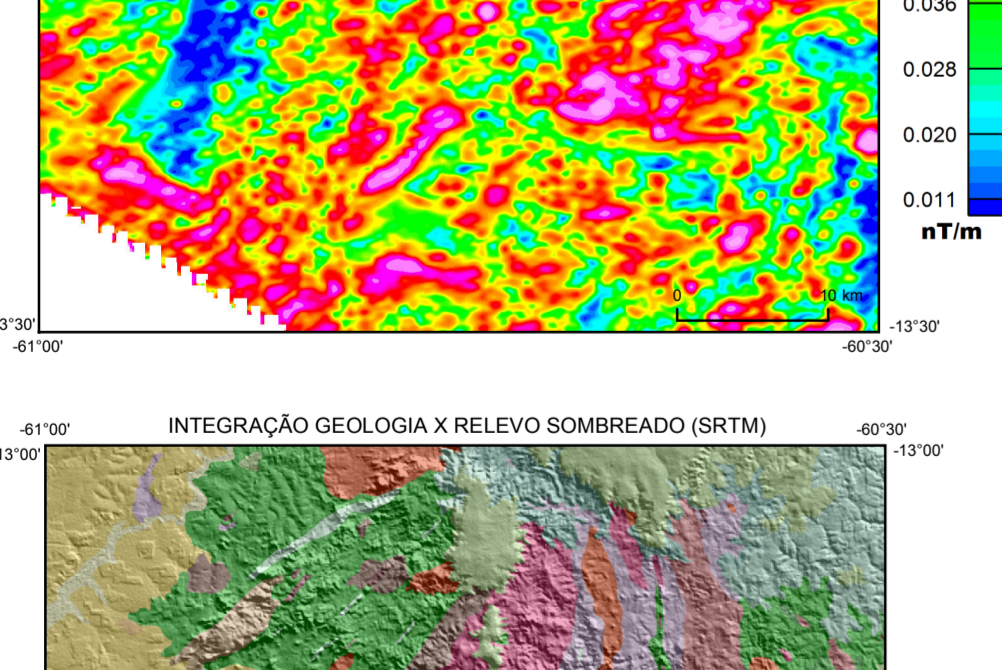 0.036
0.028
0.020
0.011
nT/m
0 10 km
3°30' -13°30'
-61°00' -60°30'
INTEGRAÇÃO GEOLOGIA X RELEVO SOMBREADO (SRTM)
-61°00' -60°30'
13°00' -13°00'